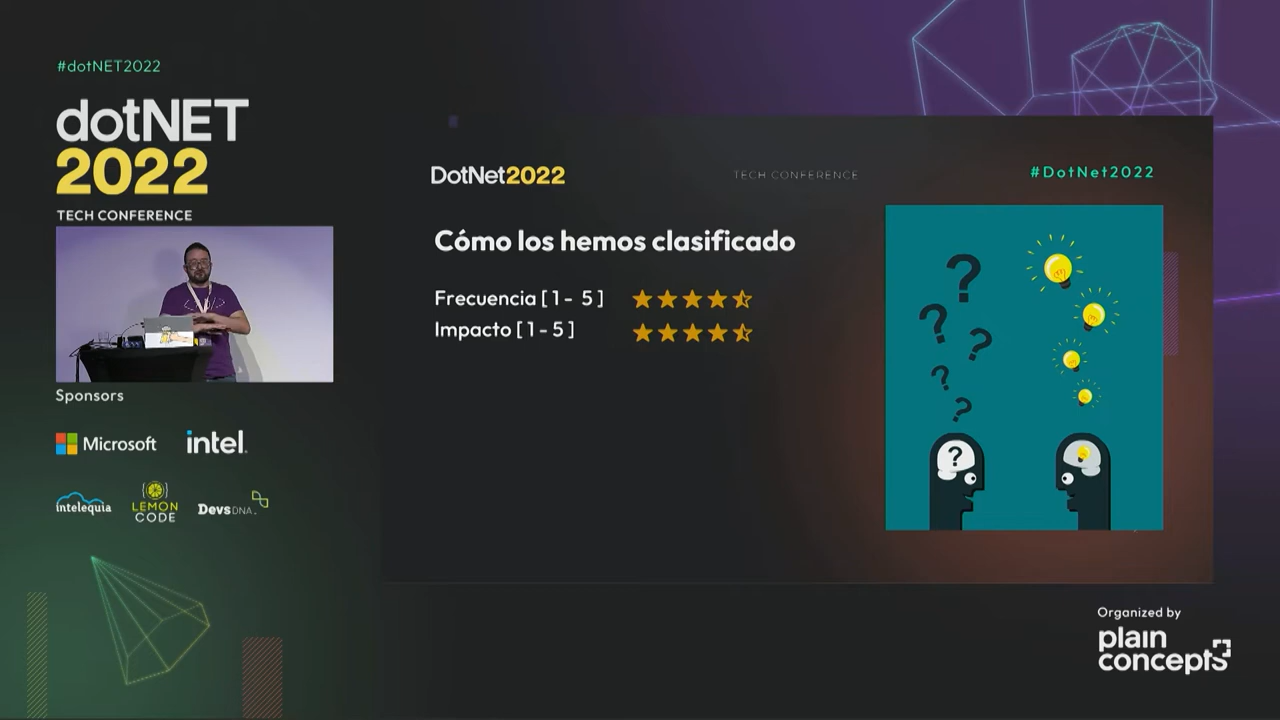 #dotNET2022
dotNET
2022
TECH CONFERENCE
Sponsors
Microsoft
intel.
intelequia
LEMON
CODE
DevsDNA
DotNet2022
TECH CONFERENCE
#DotNet2022
Cómo los hemos clasificado
Frecuencia [ 1 - 5 ]
Impacto [ 1 - 5 ]
?
?
?
?
?
?
Organized by
plain
concepts